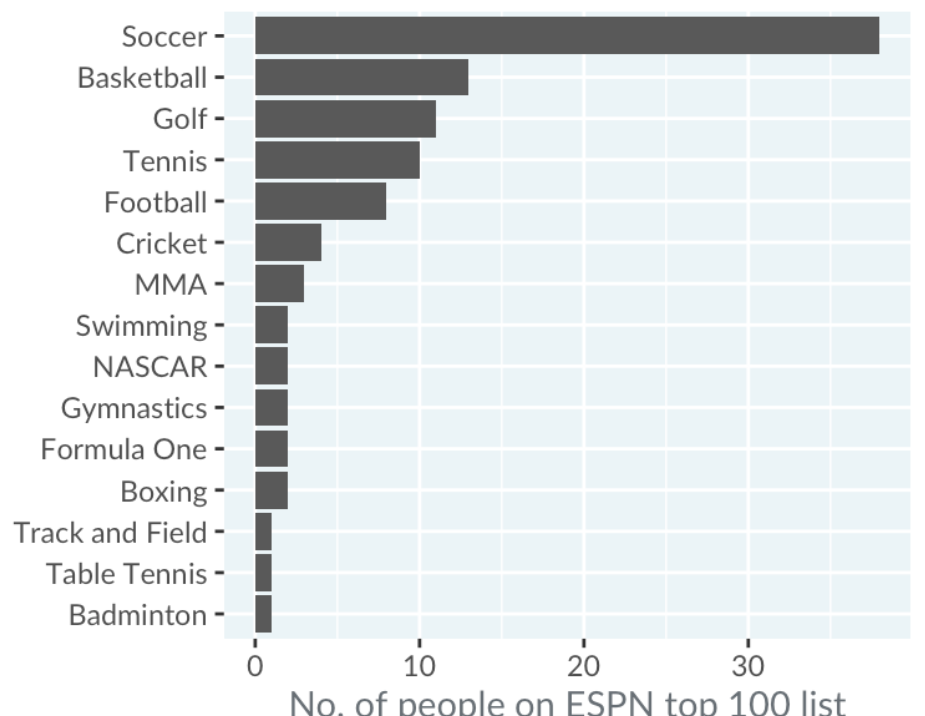 Soccer
Basketball
Golf
Tennis
Football
Cricket
MMA
Swimming
NASCAR
Gymnastics
Formula One
Boxing
Track and Field
Table Tennis
Badminton
0 10 20 30
No. of people on ESPN top 100 list